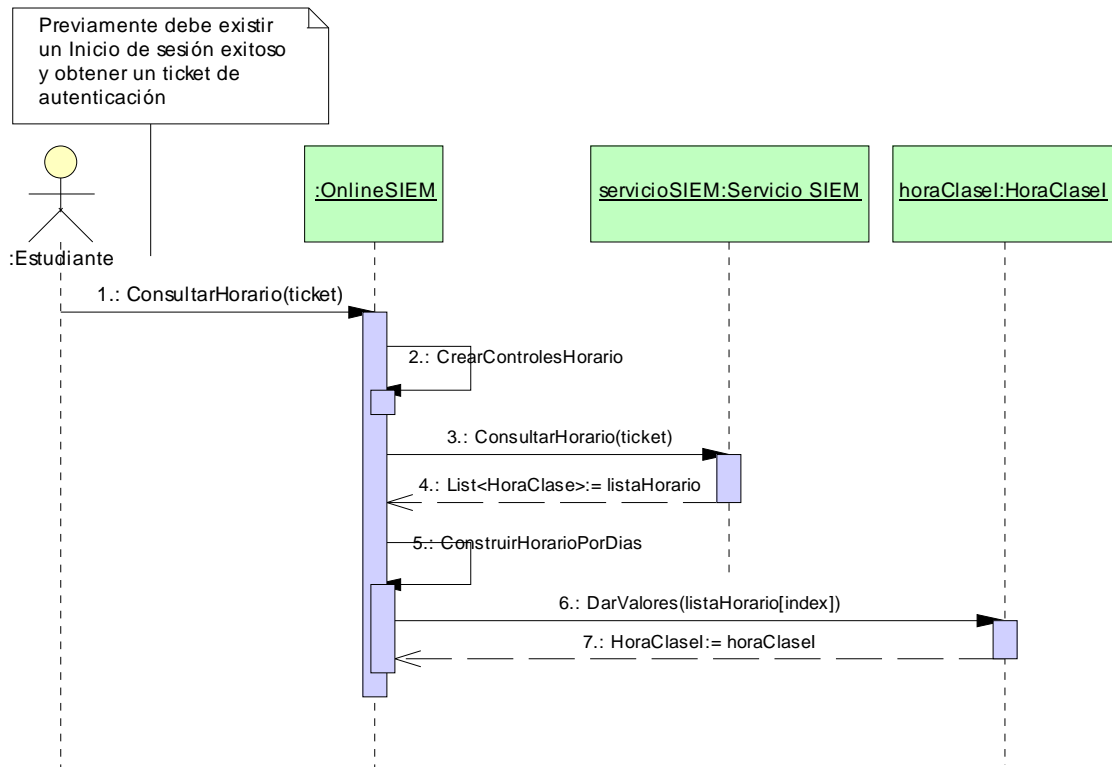 Previamente debe existir
un Inicio de sesión exitoso
y obtener un ticket de
autenticación
:OnlineSIEM
servicioSIEM:Servicio SIEM
horaClaseI:HoraClaseI
:Estudiante
1.: ConsultarHorario(ticket)
2.: CrearControlesHorario
3.: ConsultarHorario(ticket)
4.: List<HoraClase>:= listaHorario
5.: ConstruirHorarioPorDias
6.: DarValores(listaHorario[index])
7.: HoraClaseI:= horaClaseI